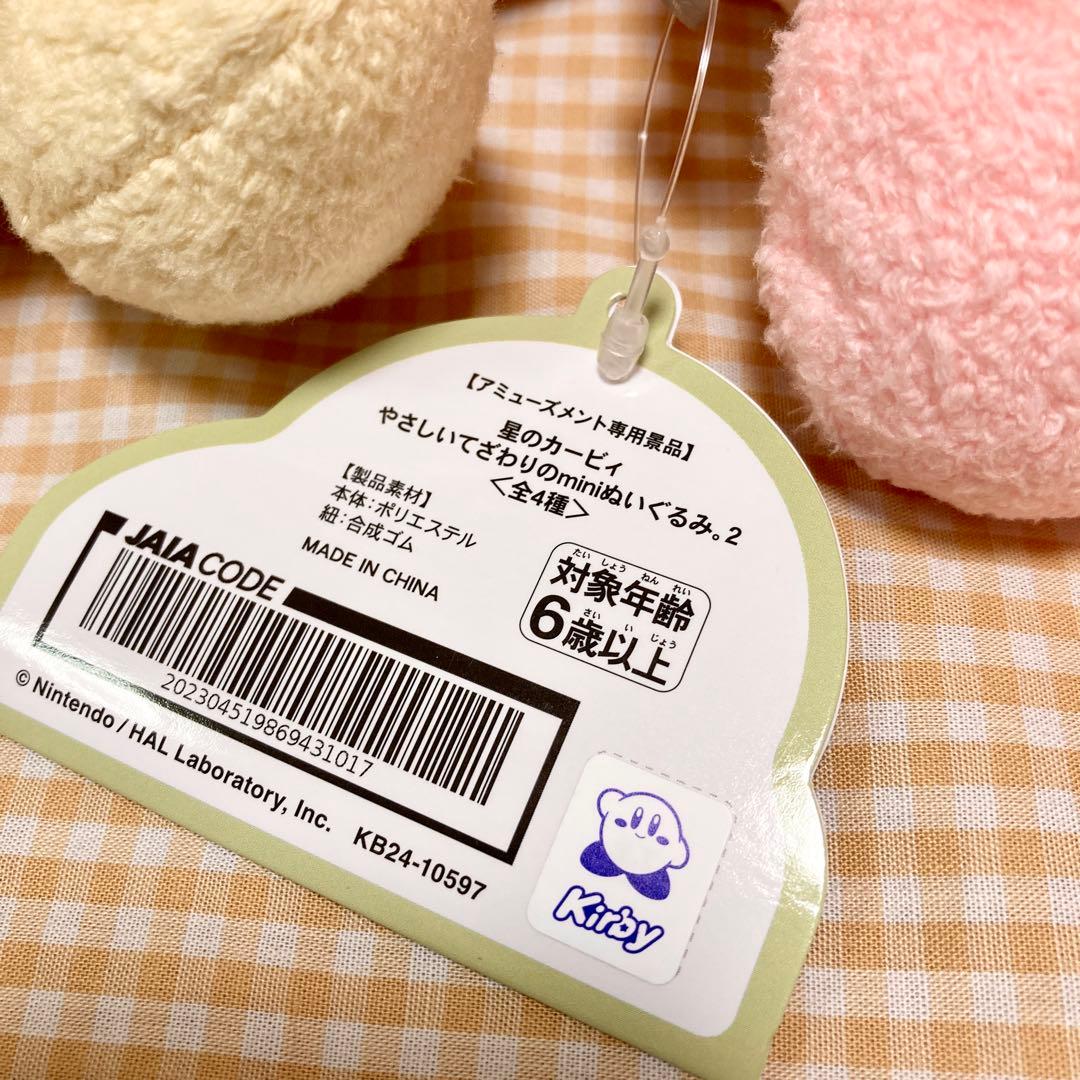 【アミューズメント専用景品】
星のカービィ
やさしいてざわりのminiぬいぐるみ。2
＜全4種＞
【製品素材】
本体：ポリエステル
紐：合成ゴム
MADE IN CHINA
たいしょうねんれい
対象年齢
さいいじょう
6歳以上
JAIA CODE
202304519869431017
© Nintendo / HAL Laboratory, Inc. KB24-10597
Kirby